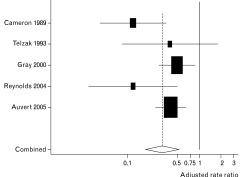 Cameron 1989
Telzak 1993
Gray 2000
Reynolds 2004
Auvert 2005
Combined
0.1 0.5 0.75 1 2 3
Adjusted rate ratio